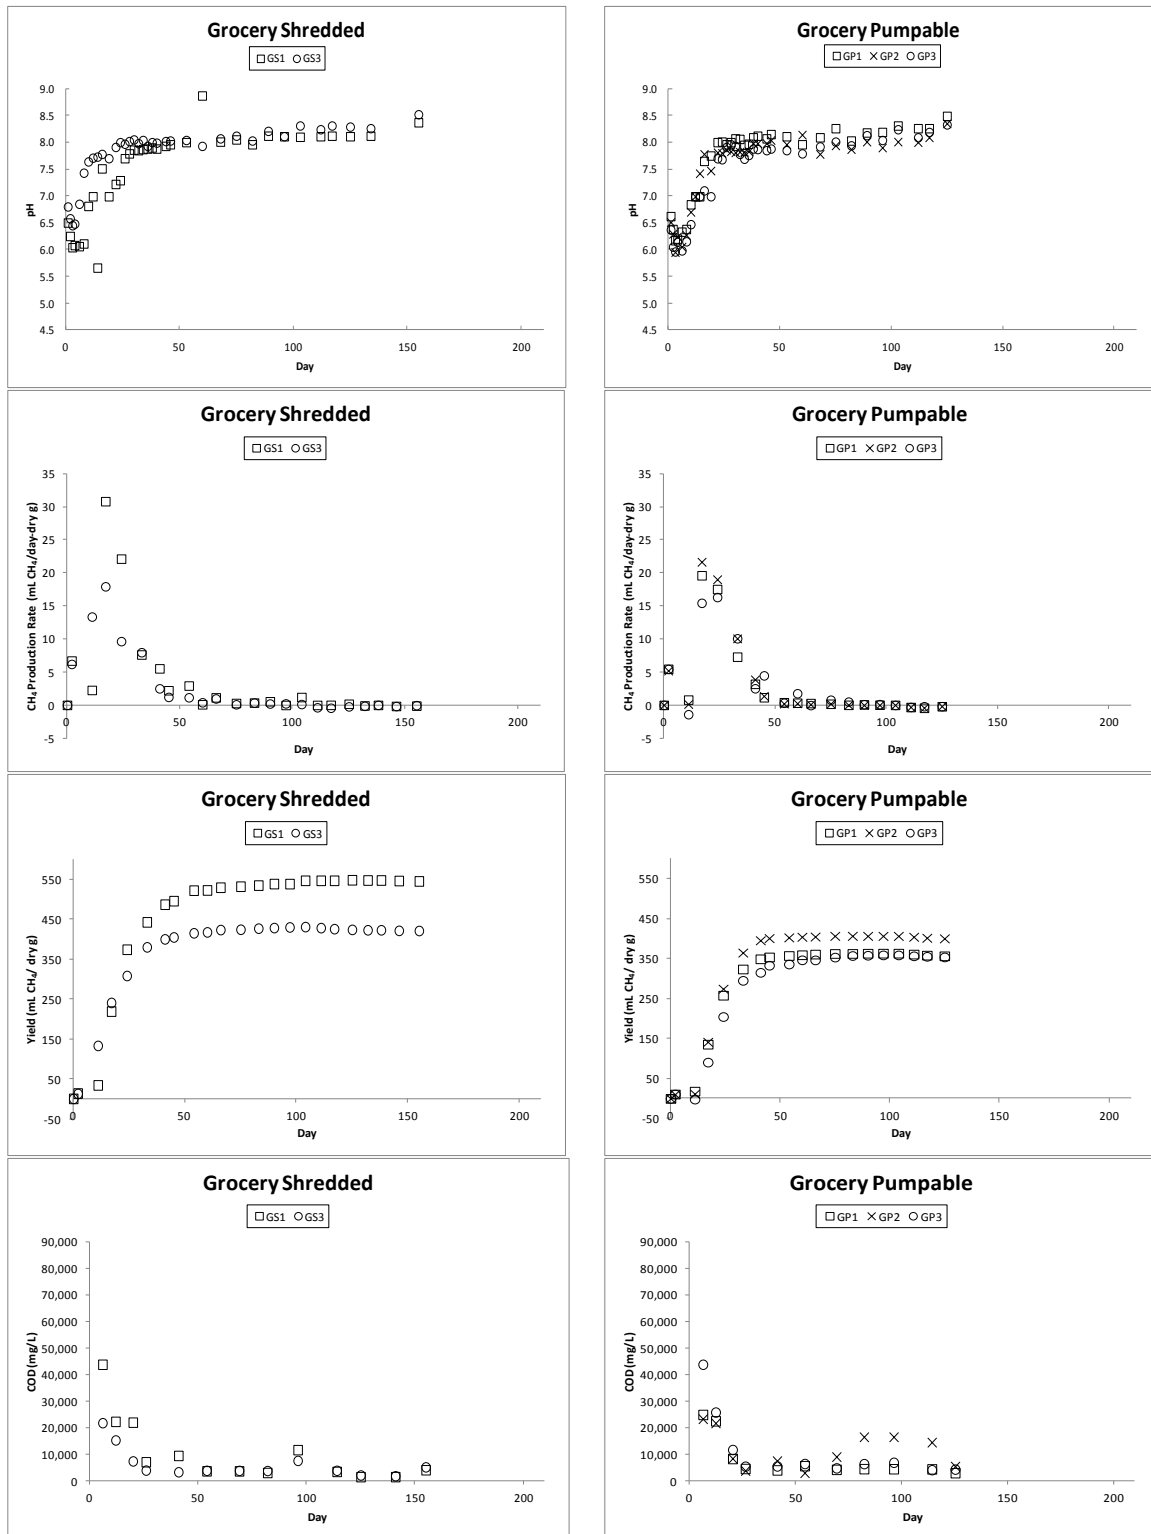 Grocery Shredded
GS1 GS3
9.0
8.5
8.0
7.5
7.0
6.5
6.0
5.5
5.0
4.5
pH
0 50 100 150 200
Day
Grocery Pumpable
GP1 GP2 GP3
9.0
8.5
8.0
7.5
7.0
6.5
6.0
5.5
5.0
4.5
pH
0 50 100 150 200
Day
Grocery Shredded
GS1 GS3
35
30
25
20
15
10
5
0
-5
CH₄ Production Rate (mL CH₄/day-dry g)
0 50 100 150 200
Day
Grocery Pumpable
GP1 GP2 GP3
35
30
25
20
15
10
5
0
-5
CH₄ Production Rate (mL CH₄/day-dry g)
0 50 100 150 200
Day
Grocery Shredded
GS1 GS3
550
450
350
250
150
50
-50
Yield (mL CH₄/ dry g)
0 50 100 150 200
Day
Grocery Pumpable
GP1 GP2 GP3
550
450
350
250
150
50
-50
Yield (mL CH₄/ dry g)
0 50 100 150 200
Day
Grocery Shredded
GS1 GS3
90,000
80,000
70,000
60,000
50,000
40,000
30,000
20,000
10,000
0
COD (mg/L)
0 50 100 150 200
Day
Grocery Pumpable
GP1 GP2 GP3
90,000
80,000
70,000
60,000
50,000
40,000
30,000
20,000
10,000
0
COD (mg/L)
0 50 100 150 200
Day